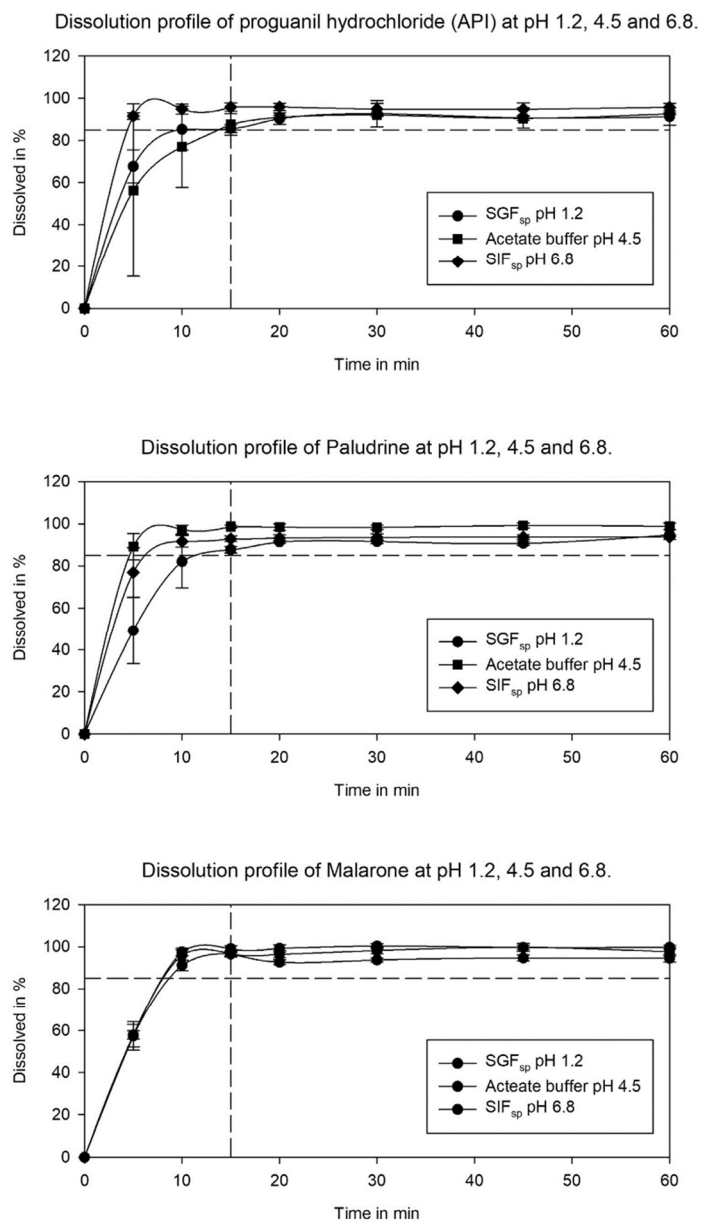 Dissolution profile of proguanil hydrochloride (API) at pH 1.2, 4.5 and 6.8.
120
100
80
60
40
20
0
Dissolved in %
SGFsp pH 1.2
Acetate buffer pH 4.5
SIFsp pH 6.8
0 10 20 30 40 50 60
Time in min
Dissolution profile of Paludrine at pH 1.2, 4.5 and 6.8.
120
100
80
60
40
20
0
Dissolved in %
SGFsp pH 1.2
Acetate buffer pH 4.5
SIFsp pH 6.8
0 10 20 30 40 50 60
Time in min
Dissolution profile of Malarone at pH 1.2, 4.5 and 6.8.
120
100
80
60
40
20
0
Dissolved in %
SGFsp pH 1.2
Acteate buffer pH 4.5
SIFsp pH 6.8
0 10 20 30 40 50 60
Time in min